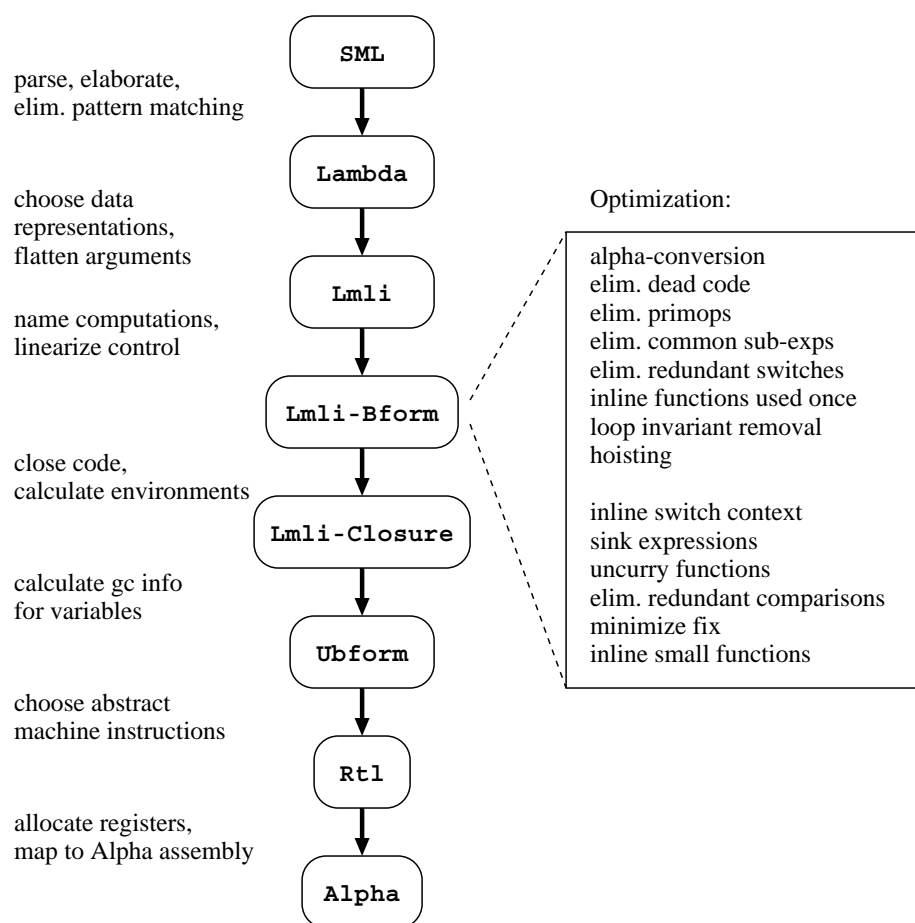 SML
parse, elaborate,
elim. pattern matching
Lambda
choose data
representations,
flatten arguments
Lmli
name computations,
linearize control
Lmli-Bform
close code,
calculate environments
Lmli-Closure
calculate gc info
for variables
Ubform
choose abstract
machine instructions
Rtl
allocate registers,
map to Alpha assembly
Alpha
Optimization:
alpha-conversion
elim. dead code
elim. primops
elim. common sub-exps
elim. redundant switches
inline functions used once
loop invariant removal
hoisting
inline switch context
sink expressions
uncurry functions
elim. redundant comparisons
minimize fix
inline small functions